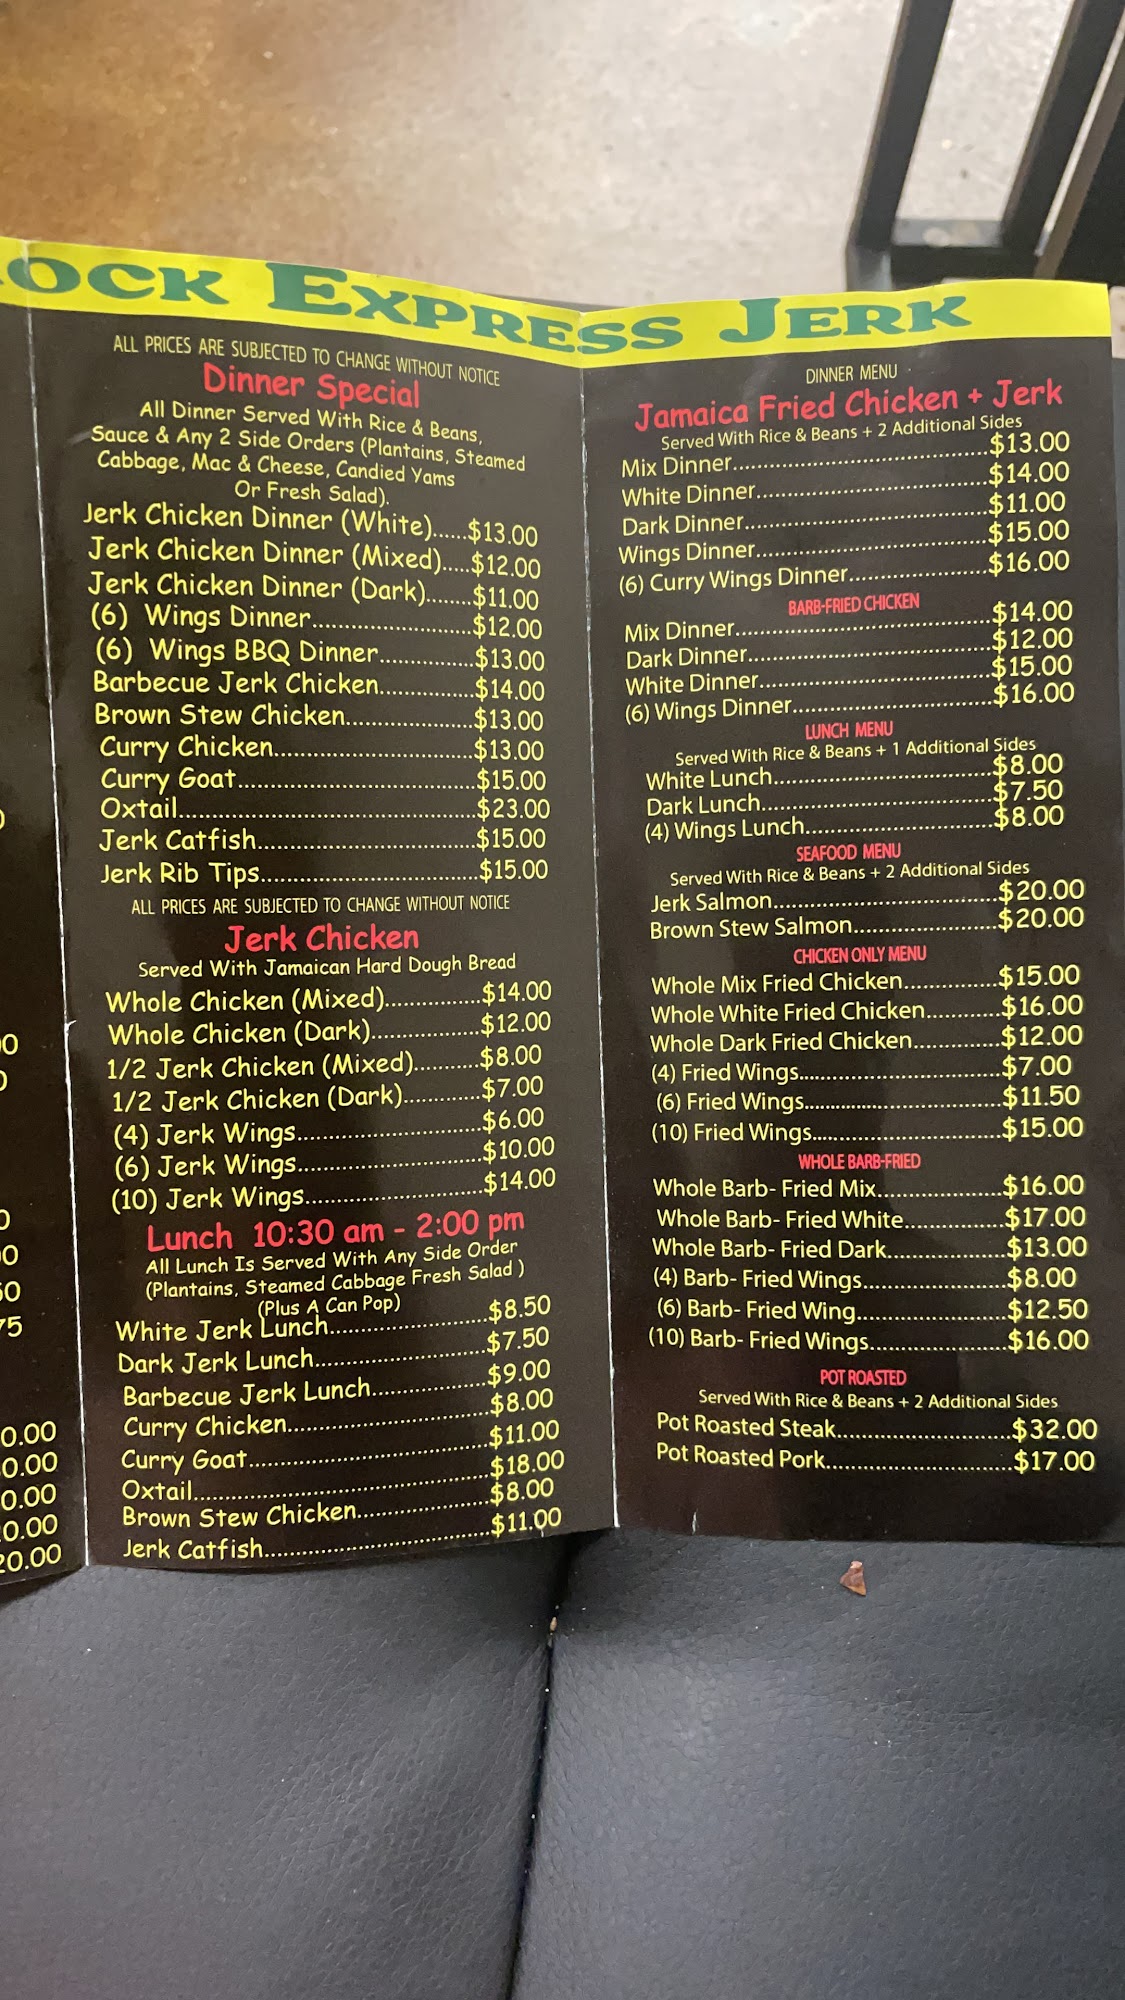 OCK EXPRESS JERK
ALL PRICES ARE SUBJECTED TO CHANGE WITHOUT NOTICE
Dinner Special
All Dinner Served With Rice & Beans,
Sauce & Any 2 Side Orders (Plantains, Steamed
Cabbage, Mac & Cheese, Candied Yams
Or Fresh Salad).
Jerk Chicken Dinner (White)......$13.00
Jerk Chicken Dinner (Mixed).....$12.00
Jerk Chicken Dinner (Dark)........$11.00
(6) Wings Dinner..........................$12.00
(6) Wings BBQ Dinner...............$13.00
Barbecue Jerk Chicken...............$14.00
Brown Stew Chicken....................$13.00
Curry Chicken...............................$13.00
Curry Goat.....................................$15.00
Oxtail..............................................$23.00
Jerk Catfish..................................$15.00
Jerk Rib Tips..................................$15.00
ALL PRICES ARE SUBJECTED TO CHANGE WITHOUT NOTICE
Jerk Chicken
Served With Jamaican Hard Dough Bread
Whole Chicken (Mixed)...............$14.00
Whole Chicken (Dark).................$12.00
1/2 Jerk Chicken (Mixed)..........$8.00
1/2 Jerk Chicken (Dark)............$7.00
(4) Jerk Wings............................$6.00
(6) Jerk Wings............................$10.00
(10) Jerk Wings...........................$14.00
Lunch 10:30 am - 2:00 pm
All Lunch Is Served With Any Side Order
(Plantains, Steamed Cabbage Fresh Salad )
(Plus A Can Pop)
White Jerk Lunch........................$8.50
Dark Jerk Lunch..........................$7.50
Barbecue Jerk Lunch..................$9.00
Curry Chicken...............................$8.00
Curry Goat.....................................$11.00
Oxtail..............................................$18.00
Brown Stew Chicken....................$8.00
Jerk Catfish..................................$11.00
DINNER MENU
Jamaica Fried Chicken + Jerk
Served With Rice & Beans + 2 Additional Sides
Mix Dinner........................................$13.00
White Dinner....................................$14.00
Dark Dinner......................................$11.00
Wings Dinner....................................$15.00
(6) Curry Wings Dinner......................$16.00
BARB-FRIED CHICKEN
Mix Dinner........................................$14.00
Dark Dinner......................................$12.00
White Dinner....................................$15.00
(6) Wings Dinner...............................$16.00
LUNCH MENU
Served With Rice & Beans + 1 Additional Sides
White Lunch....................................$8.00
Dark Lunch......................................$7.50
(4) Wings Lunch..............................$8.00
SEAFOOD MENU
Served With Rice & Beans + 2 Additional Sides
Jerk Salmon.....................................$20.00
Brown Stew Salmon.......................$20.00
CHICKEN ONLY MENU
Whole Mix Fried Chicken...............$15.00
Whole White Fried Chicken............$16.00
Whole Dark Fried Chicken..............$12.00
(4) Fried Wings................................$7.00
(6) Fried Wings................................$11.50
(10) Fried Wings..............................$15.00
WHOLE BARB-FRIED
Whole Barb- Fried Mix....................$16.00
Whole Barb- Fried White................$17.00
Whole Barb- Fried Dark...................$13.00
(4) Barb- Fried Wings.......................$8.00
(6) Barb- Fried Wing........................$12.50
(10) Barb- Fried Wings.....................$16.00
POT ROASTED
Served With Rice & Beans + 2 Additional Sides
Pot Roasted Steak............................$32.00
Pot Roasted Pork..............................$17.00